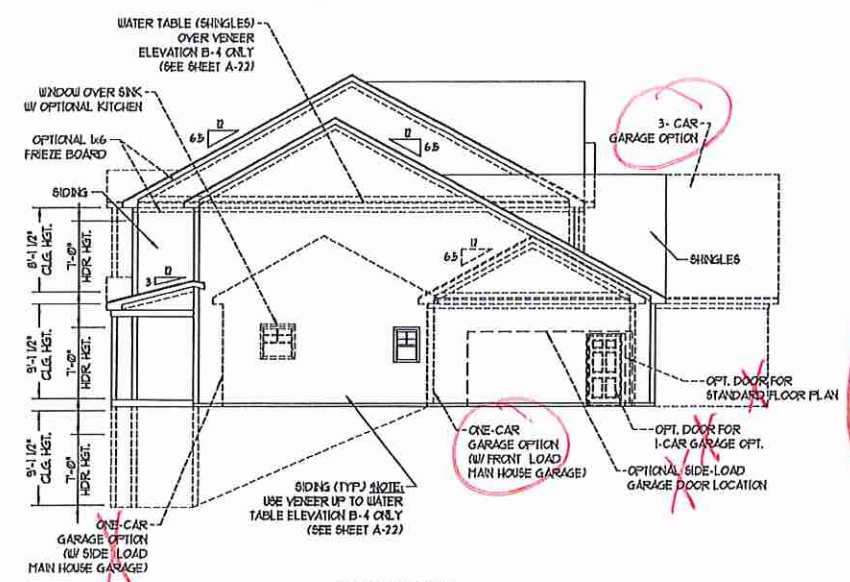 WATER TABLE (SHINGLES)
OVER VENEER
ELEVATION B-4 ONLY
(SEE SHEET A-22)
WINDOW OVER SINK
W/ OPTIONAL KITCHEN
OPTIONAL 1x6
FRIEZE BOARD
SIDING
12
6.5
12
6.5
3- CAR
GARAGE OPTION
SHINGLES
12
6.5
12
3
8'-1 1/2"
CLG. HGT.
7'-0"
HDR. HGT.
9'-1 1/2"
CLG. HGT.
7'-0"
HDR. HGT.
9'-1 1/2"
CLG. HGT.
7'-0"
HDR. HGT.
OPT. DOOR FOR
STANDARD FLOOR PLAN
OPT. DOOR FOR
1-CAR GARAGE OPT.
OPTIONAL SIDE-LOAD
GARAGE DOOR LOCATION
ONE-CAR
GARAGE OPTION
(W/ FRONT LOAD
MAIN HOUSE GARAGE)
SIDING (TYP.) NOTE:
USE VENEER UP TO WATER
TABLE ELEVATION B-4 ONLY
(SEE SHEET A-22)
ONE-CAR
GARAGE OPTION
(W/ SIDE LOAD
MAIN HOUSE GARAGE)